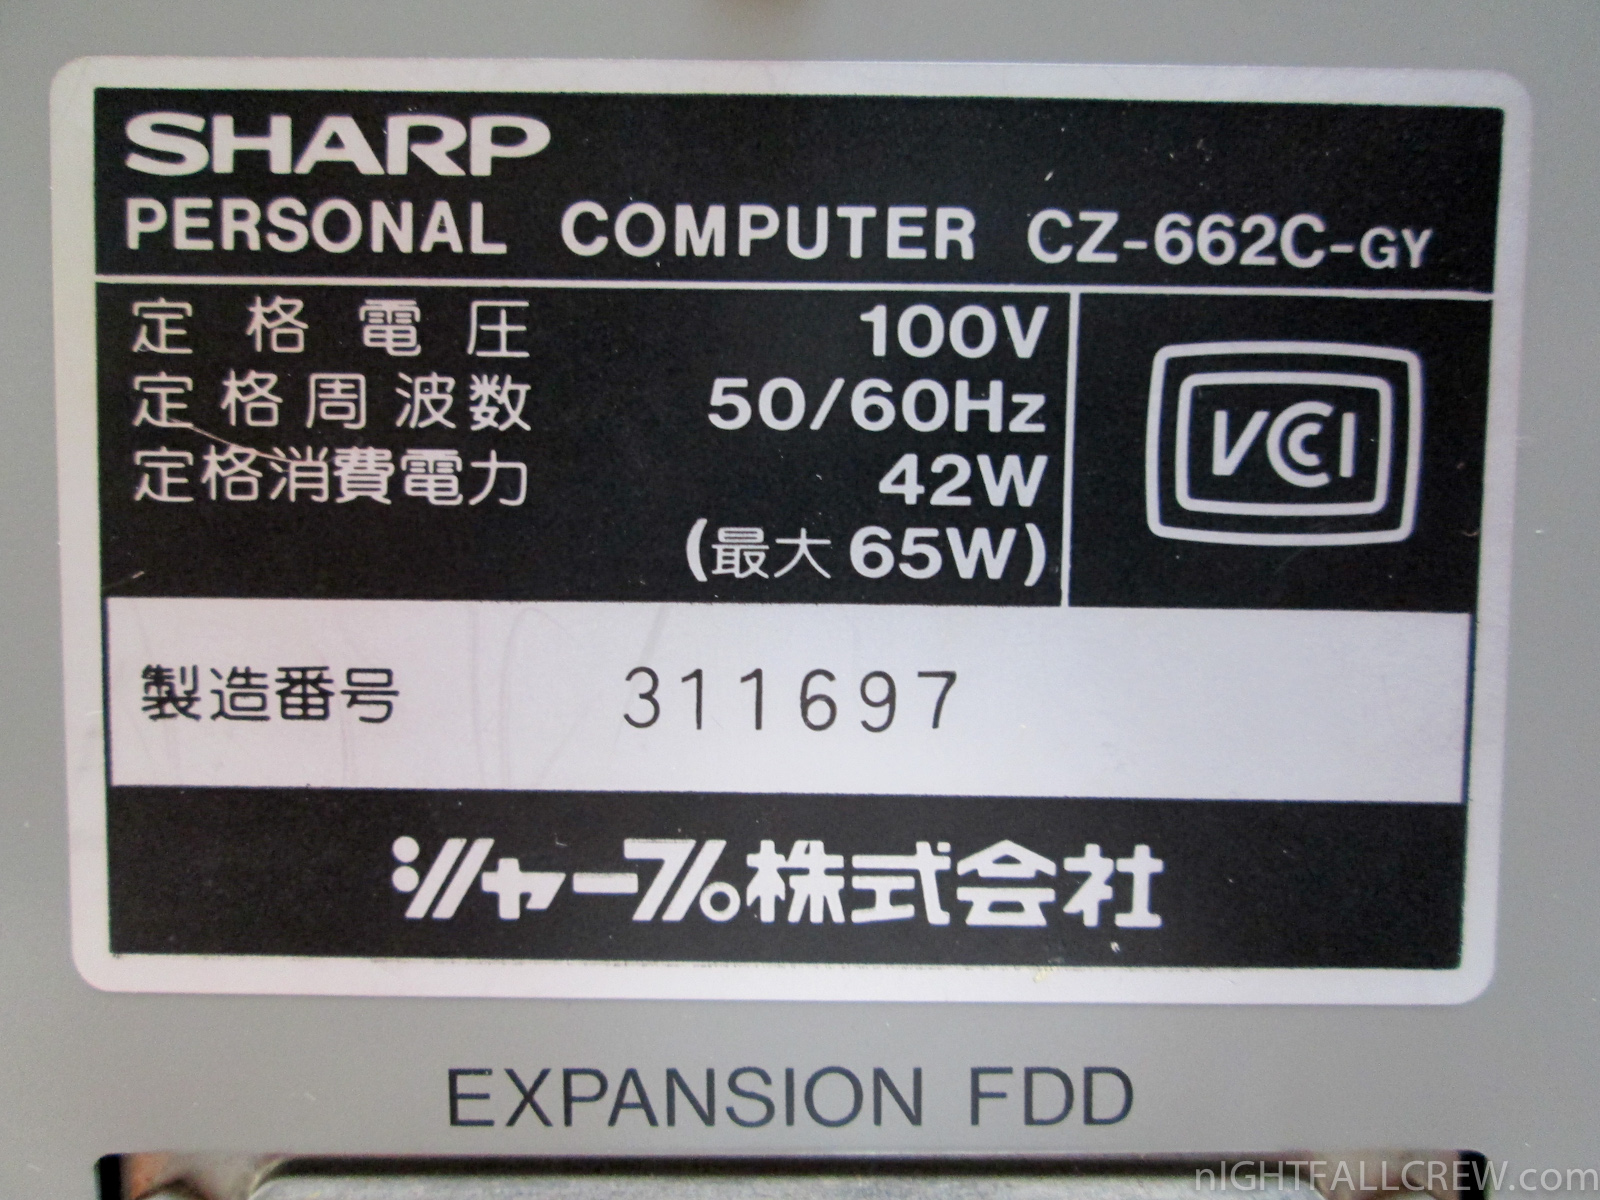 SHARP
PERSONAL COMPUTER CZ-662C-GY
定格電圧 100V
定格周波数 50/60Hz
定格消費電力 42W
(最大 65W)
VCCI
製造番号 311697
シャープ株式会社
EXPANSION FDD
nIGHTFALLCREW.com